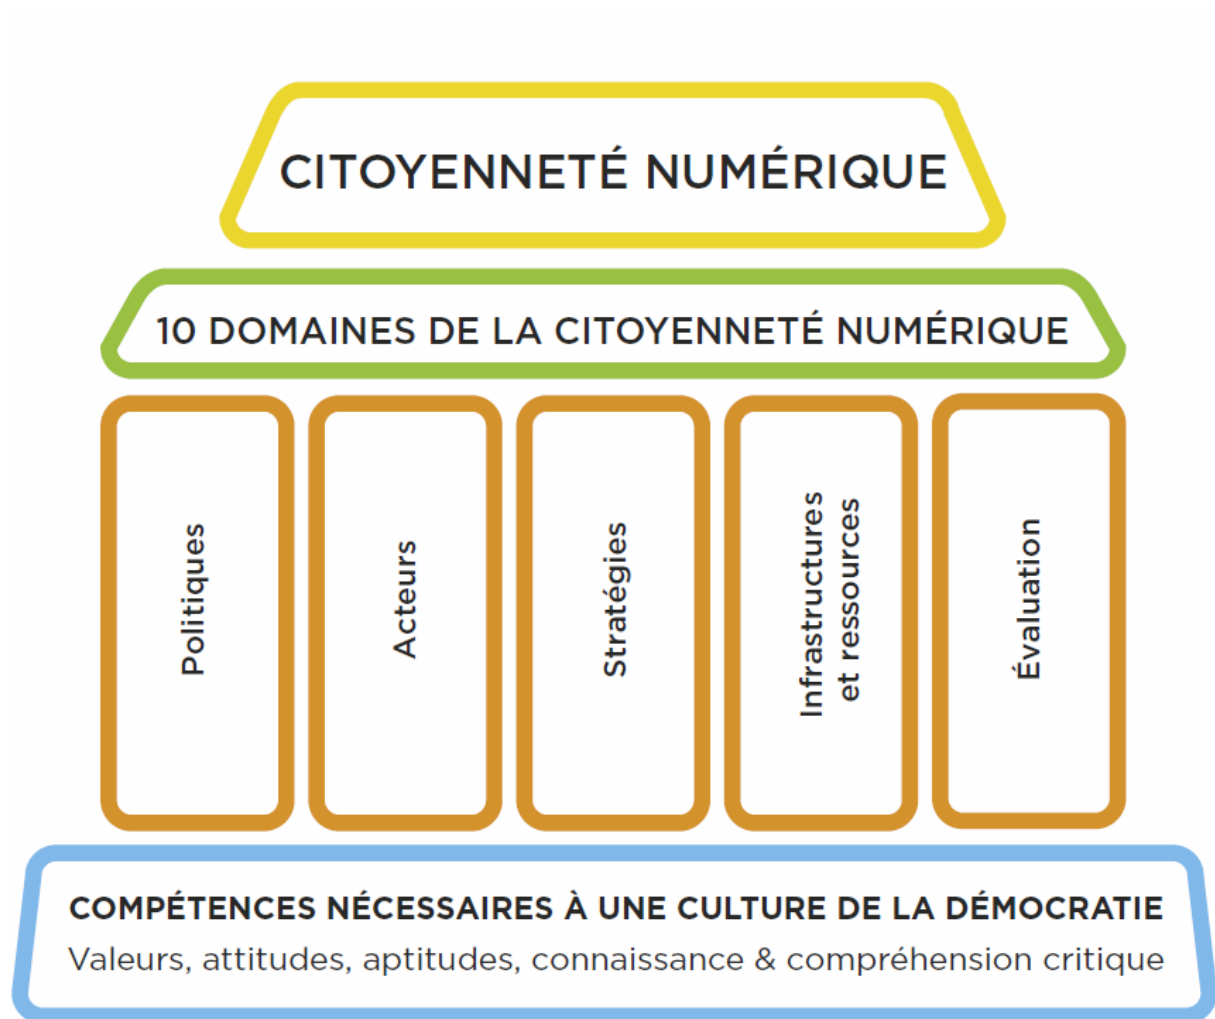 CITOYENNETÉ NUMÉRIQUE
10 DOMAINES DE LA CITOYENNETÉ NUMÉRIQUE
Politiques
Acteurs
Stratégies
Infrastructures
et ressources
Évaluation
COMPÉTENCES NÉCESSAIRES À UNE CULTURE DE LA DÉMOCRATIE
Valeurs, attitudes, aptitudes, connaissance & compréhension critique